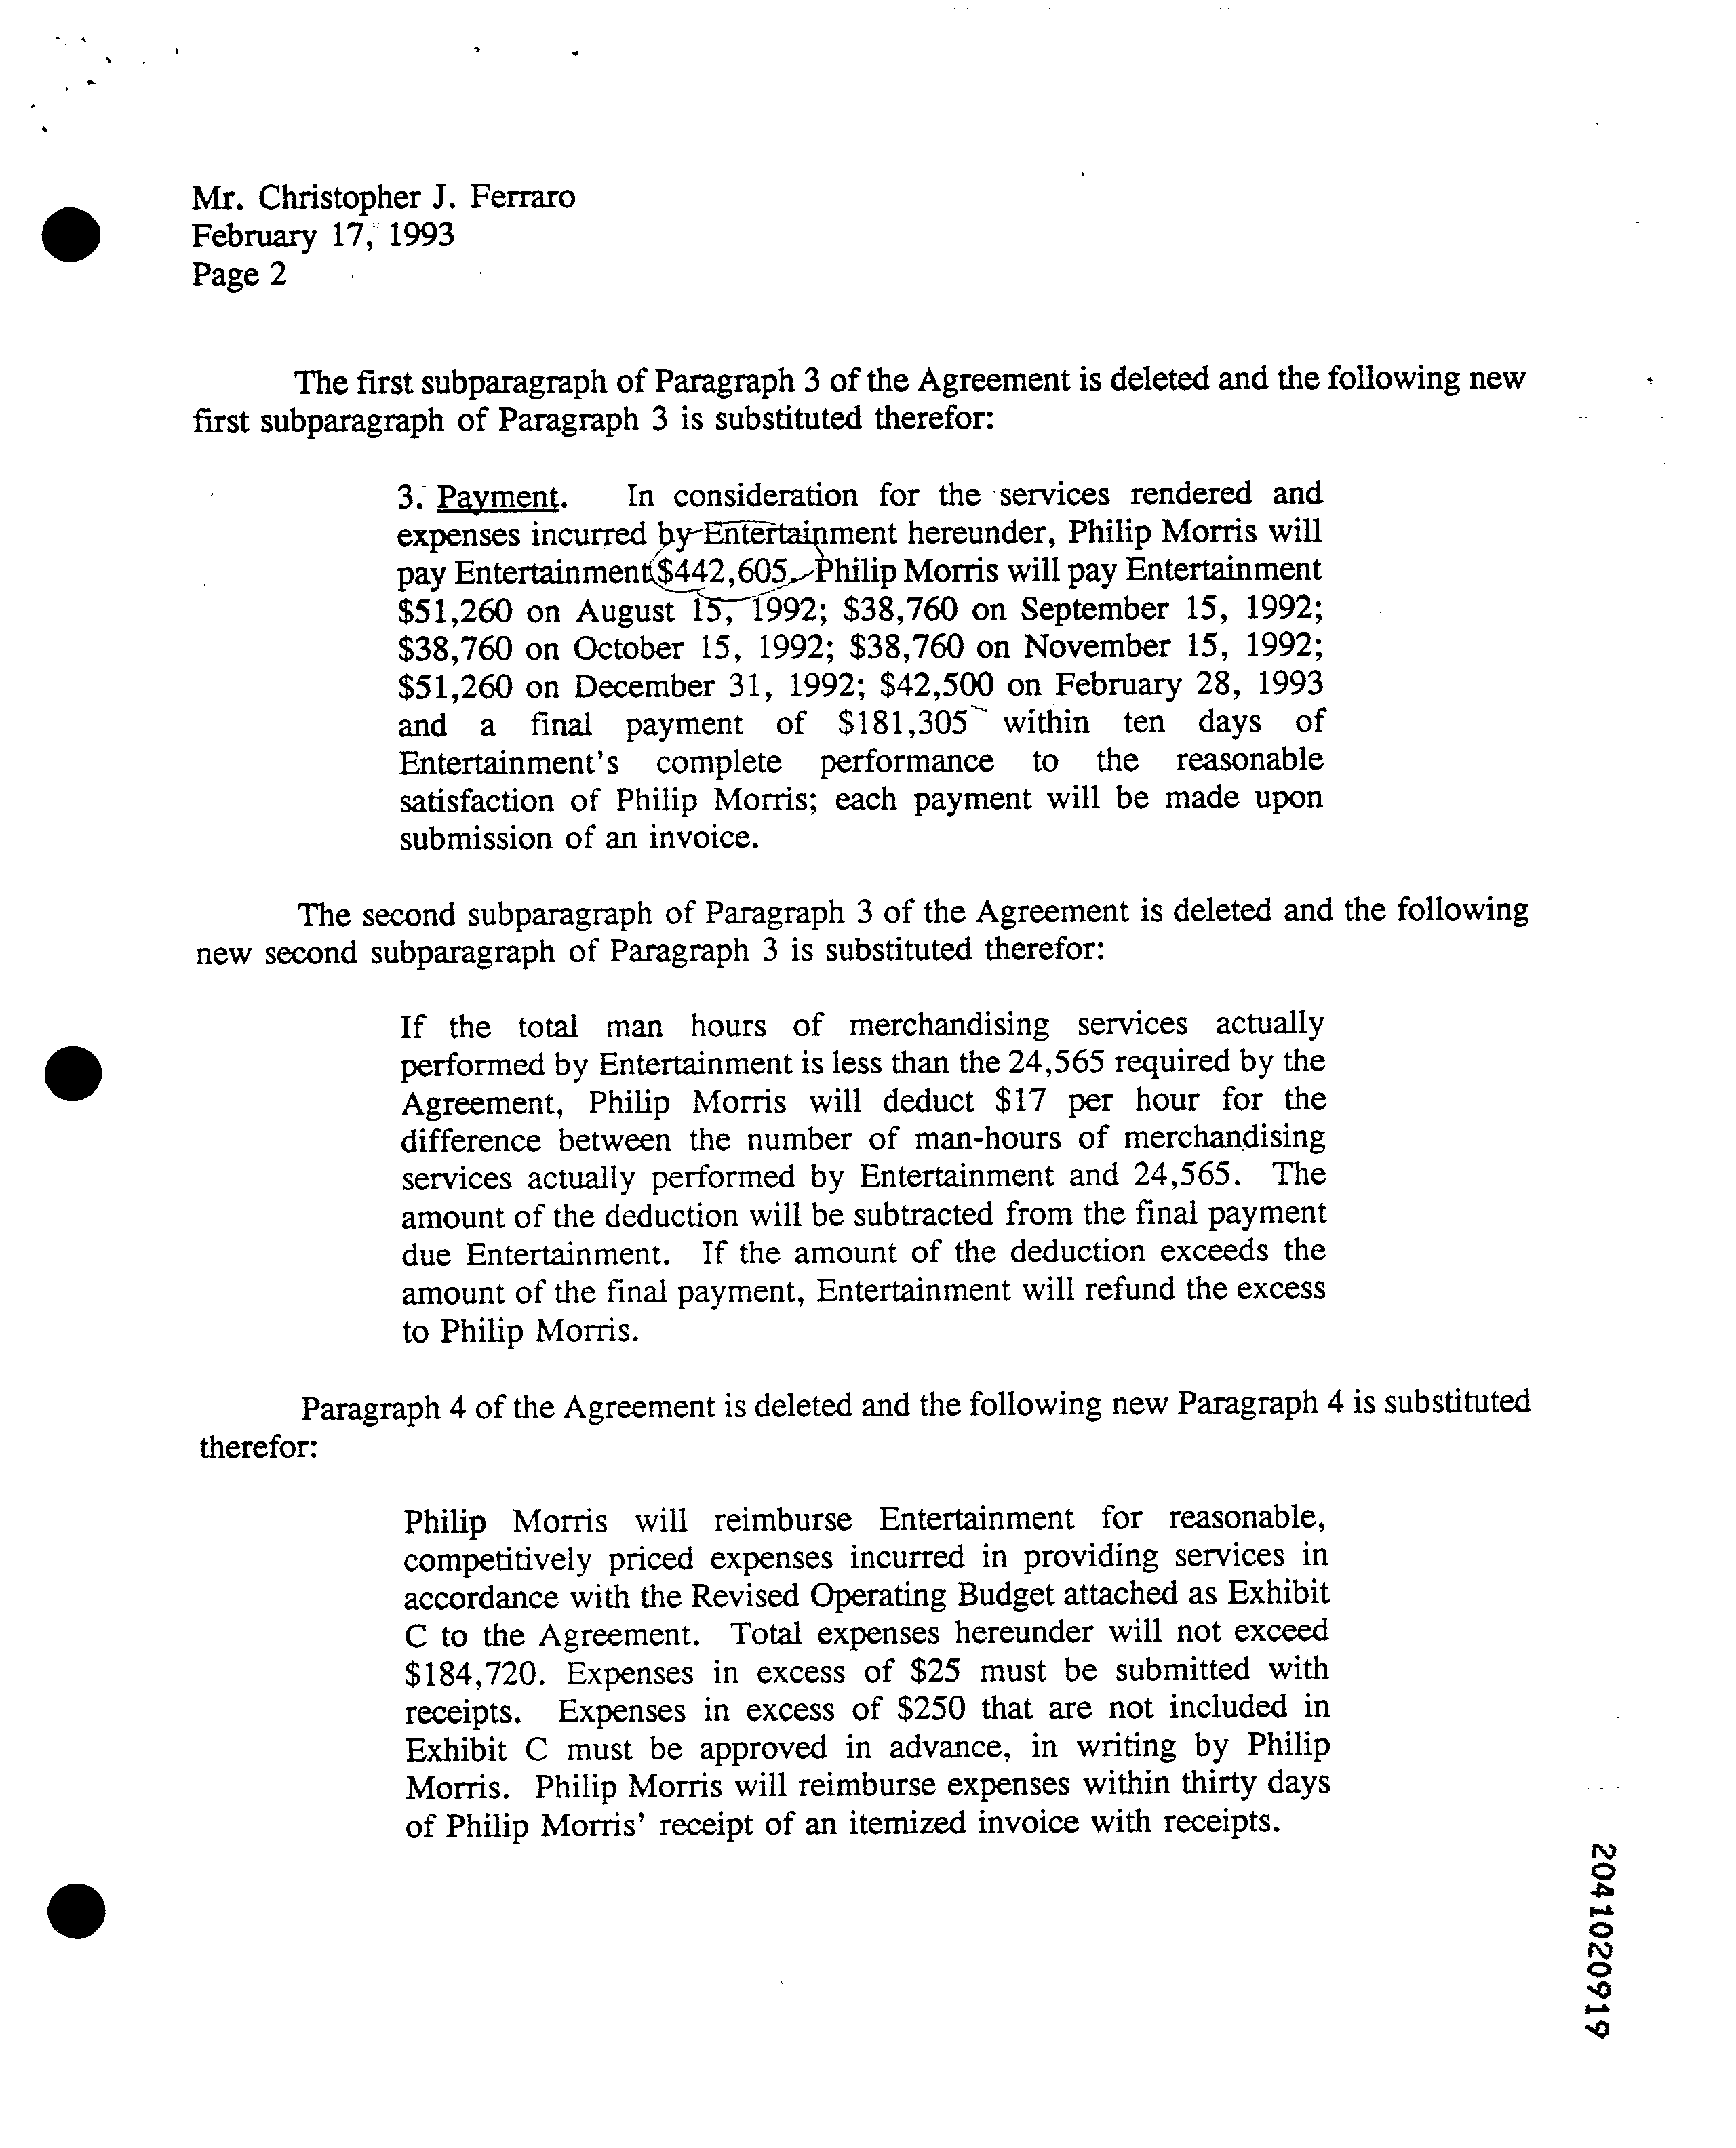 Mr. Christopher J. Ferraro
February 17, 1993
Page 2
The first subparagraph of Paragraph 3 of the Agreement is deleted and the following new
first subparagraph of Paragraph 3 is substituted therefor:
3. Payment. In consideration for the services rendered and
expenses incurred by Entertainment hereunder, Philip Morris will
pay Entertainment $442,605. Philip Morris will pay Entertainment
$51,260 on August 15, 1992; $38,760 on September 15, 1992;
$38,760 on October 15, 1992; $38,760 on November 15, 1992;
$51,260 on December 31, 1992; $42,500 on February 28, 1993
and a final payment of $181,305 within ten days of
Entertainment's complete performance to the reasonable
satisfaction of Philip Morris; each payment will be made upon
submission of an invoice.
The second subparagraph of Paragraph 3 of the Agreement is deleted and the following
new second subparagraph of Paragraph 3 is substituted therefor:
If the total man hours of merchandising services actually
performed by Entertainment is less than the 24,565 required by the
Agreement, Philip Morris will deduct $17 per hour for the
difference between the number of man-hours of merchandising
services actually performed by Entertainment and 24,565. The
amount of the deduction will be subtracted from the final payment
due Entertainment. If the amount of the deduction exceeds the
amount of the final payment, Entertainment will refund the excess
to Philip Morris.
Paragraph 4 of the Agreement is deleted and the following new Paragraph 4 is substituted
therefor:
Philip Morris will reimburse Entertainment for reasonable,
competitively priced expenses incurred in providing services in
accordance with the Revised Operating Budget attached as Exhibit
C to the Agreement. Total expenses hereunder will not exceed
$184,720. Expenses in excess of $25 must be submitted with
receipts. Expenses in excess of $250 that are not included in
Exhibit C must be approved in advance, in writing by Philip
Morris. Philip Morris will reimburse expenses within thirty days
of Philip Morris' receipt of an itemized invoice with receipts.
2041020919